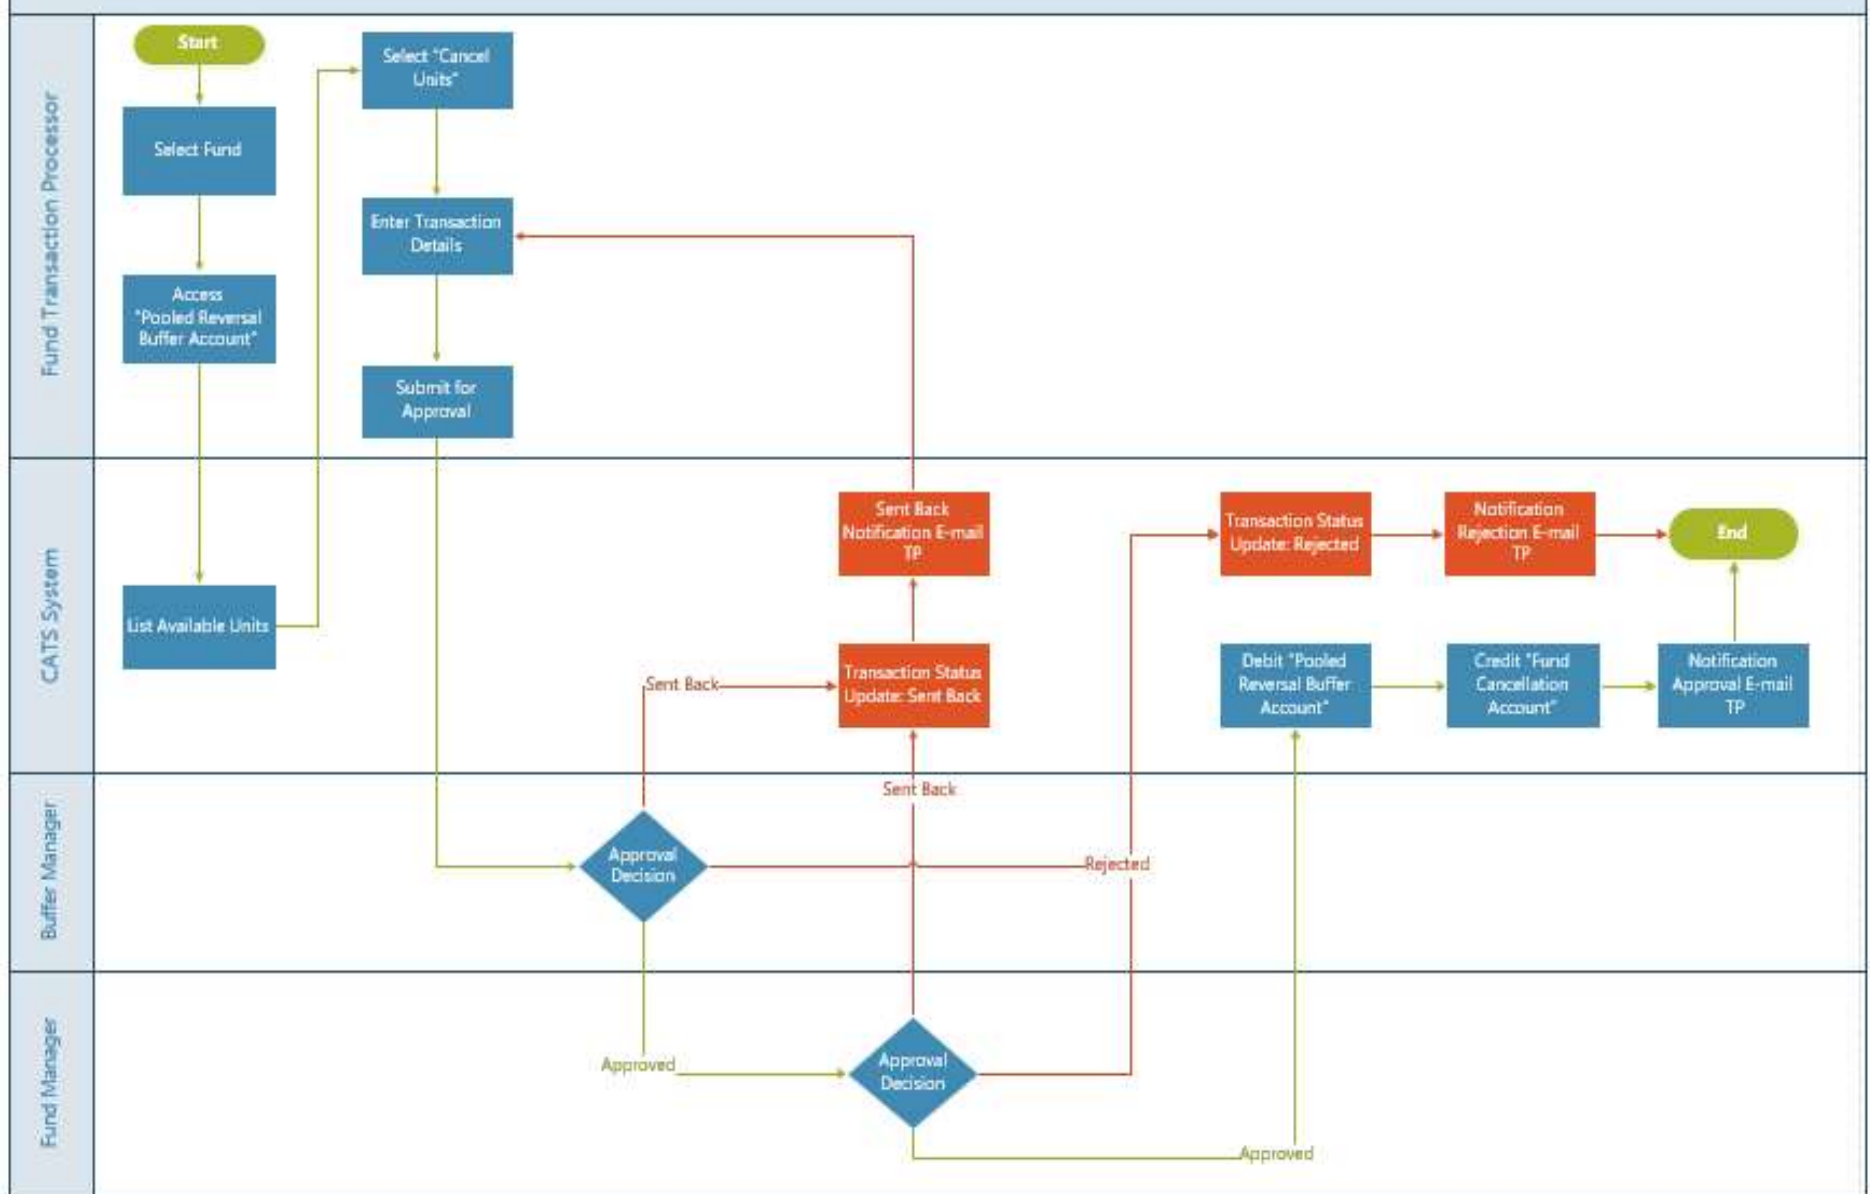 Fund Transaction Processor
Start
Select Fund
Access
"Pooled Reversal
Buffer Account"
Select "Cancel
Units"
Enter Transaction
Details
Submit for
Approval
CATS System
List Available Units
Sent Back
Notification E-mail
TP
Transaction Status
Update: Sent Back
Sent Back
Sent Back
Transaction Status
Update: Rejected
Notification
Rejection E-mail
TP
End
Debit "Pooled
Reversal Buffer
Account"
Credit "Fund
Cancellation
Account"
Notification
Approval E-mail
TP
Buffer Manager
Approval
Decision
Rejected
Fund Manager
Approved
Approval
Decision
Approved